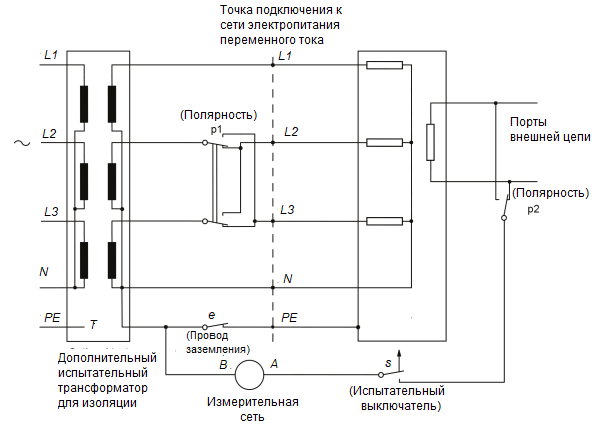 Точка подключения к
сети электропитания
переменного тока
L1
L1
(Полярность)
p1
L2
L2
Порты
внешней цепи
(Полярность)
p2
L3
L3
N
N
PE
T
e
PE
(Провод
заземления)
Дополнительный
испытательный
трансформатор
для изоляции
B
A
s
Измерительная
сеть
(Испытательный
выключатель)